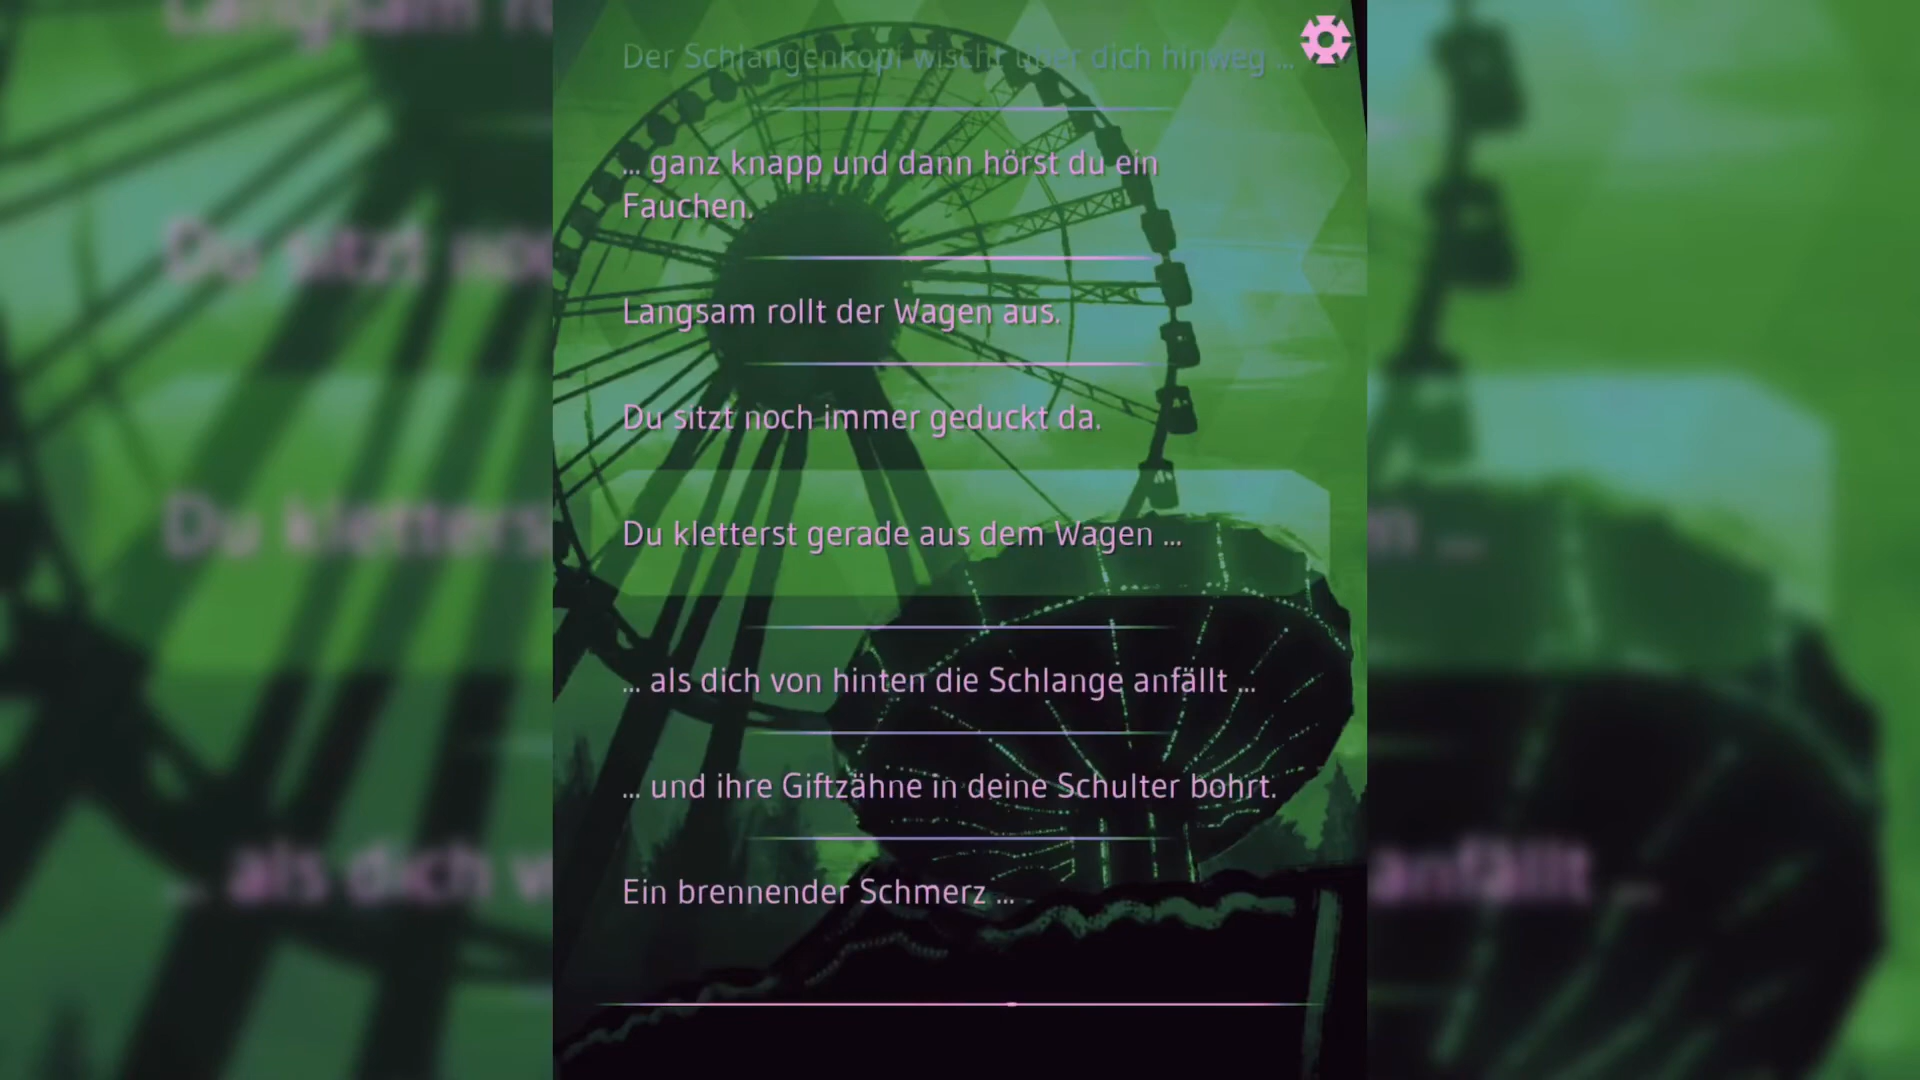 Der Schlangenkopf wischt über dich hinweg ...
... ganz knapp und dann hörst du ein
Fauchen.
Langsam rollt der Wagen aus.
Du sitzt noch immer geduckt da.
Du kletterst gerade aus dem Wagen ...
... als dich von hinten die Schlange anfällt ...
... und ihre Giftzähne in deine Schulter bohrt.
Ein brennender Schmerz ...